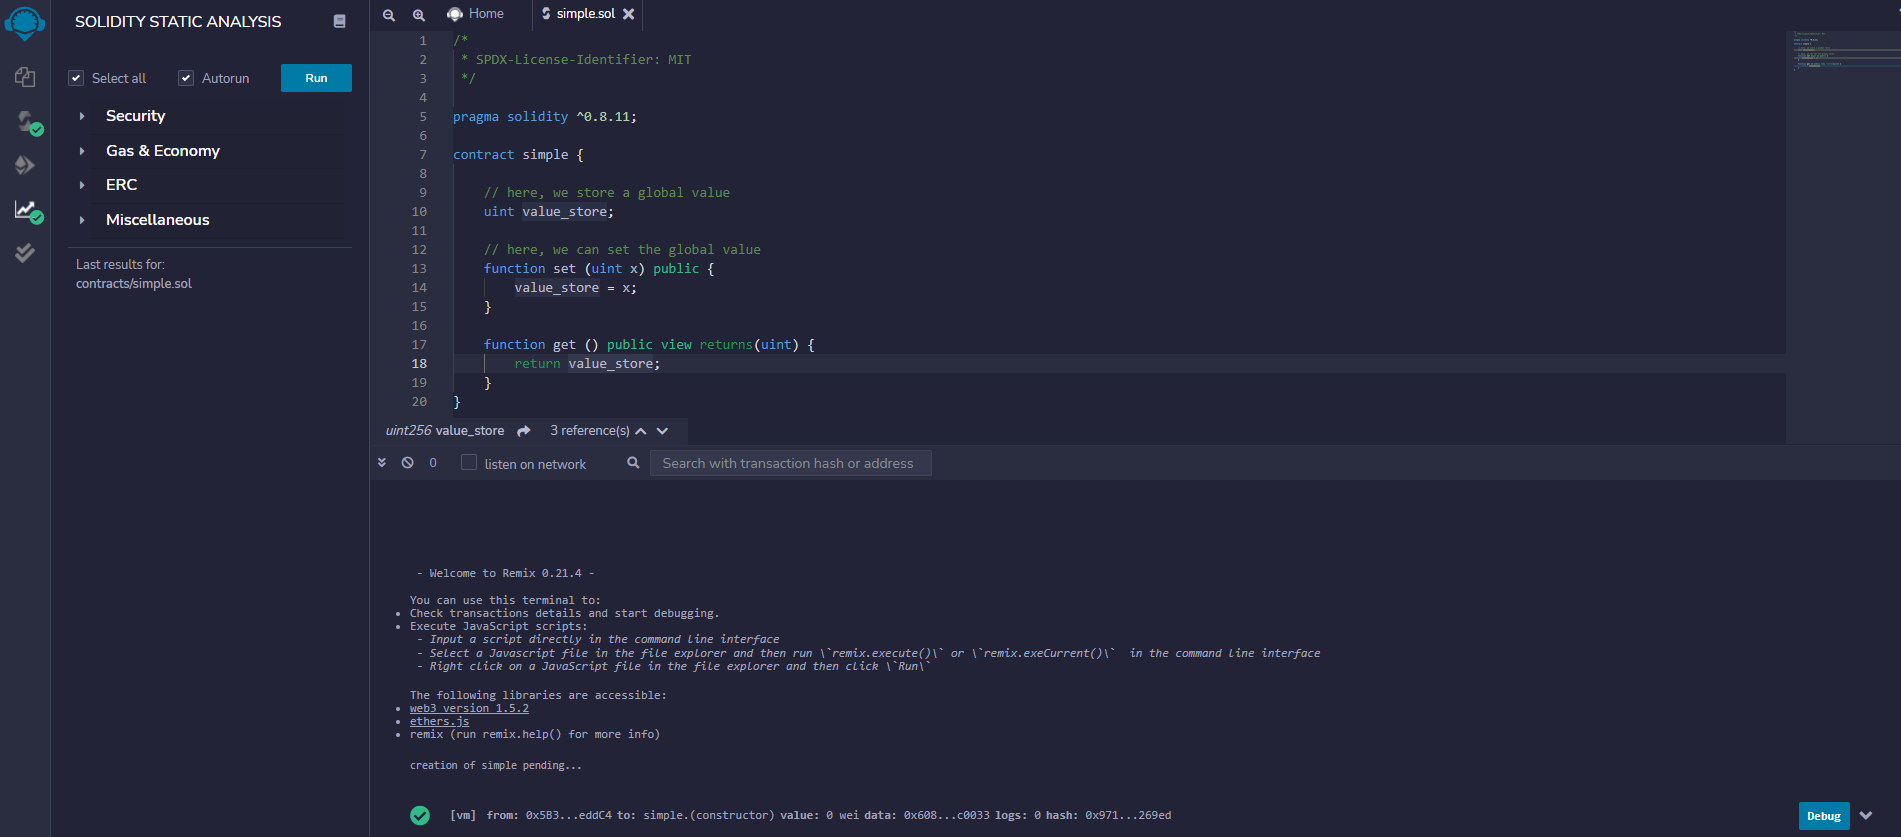 SOLIDITY STATIC ANALYSIS
Select all
Autorun
Run
Security
Gas & Economy
ERC
Miscellaneous
Last results for:
contracts/simple.sol
Home
simple.sol
1 /*
2 * SPDX-License-Identifier: MIT
3 */
4
5 pragma solidity ^0.8.11;
6
7 contract simple {
8
9 // here, we store a global value
10 uint value_store;
11
12 // here, we can set the global value
13 function set (uint x) public {
14 value_store = x;
15 }
16
17 function get () public view returns(uint) {
18 return value_store;
19 }
20 }
uint256 value_store 3 reference(s)
0 listen on network Search with transaction hash or address
- Welcome to Remix 0.21.4 -
You can use this terminal to:
• Check transactions details and start debugging.
• Execute JavaScript scripts:
- Input a script directly in the command line interface
- Select a Javascript file in the file explorer and then run \`remix.execute()\` or \`remix.exeCurrent()\` in the command line interface
- Right click on a JavaScript file in the file explorer and then click \`Run\`
The following libraries are accessible:
• web3 version 1.5.2
• ethers.js
• remix (run remix.help() for more info)
creation of simple pending...
[vm] from: 0x5B3...eddC4 to: simple.(constructor) value: 0 wei data: 0x608...c0033 logs: 0 hash: 0x971...269ed
Debug